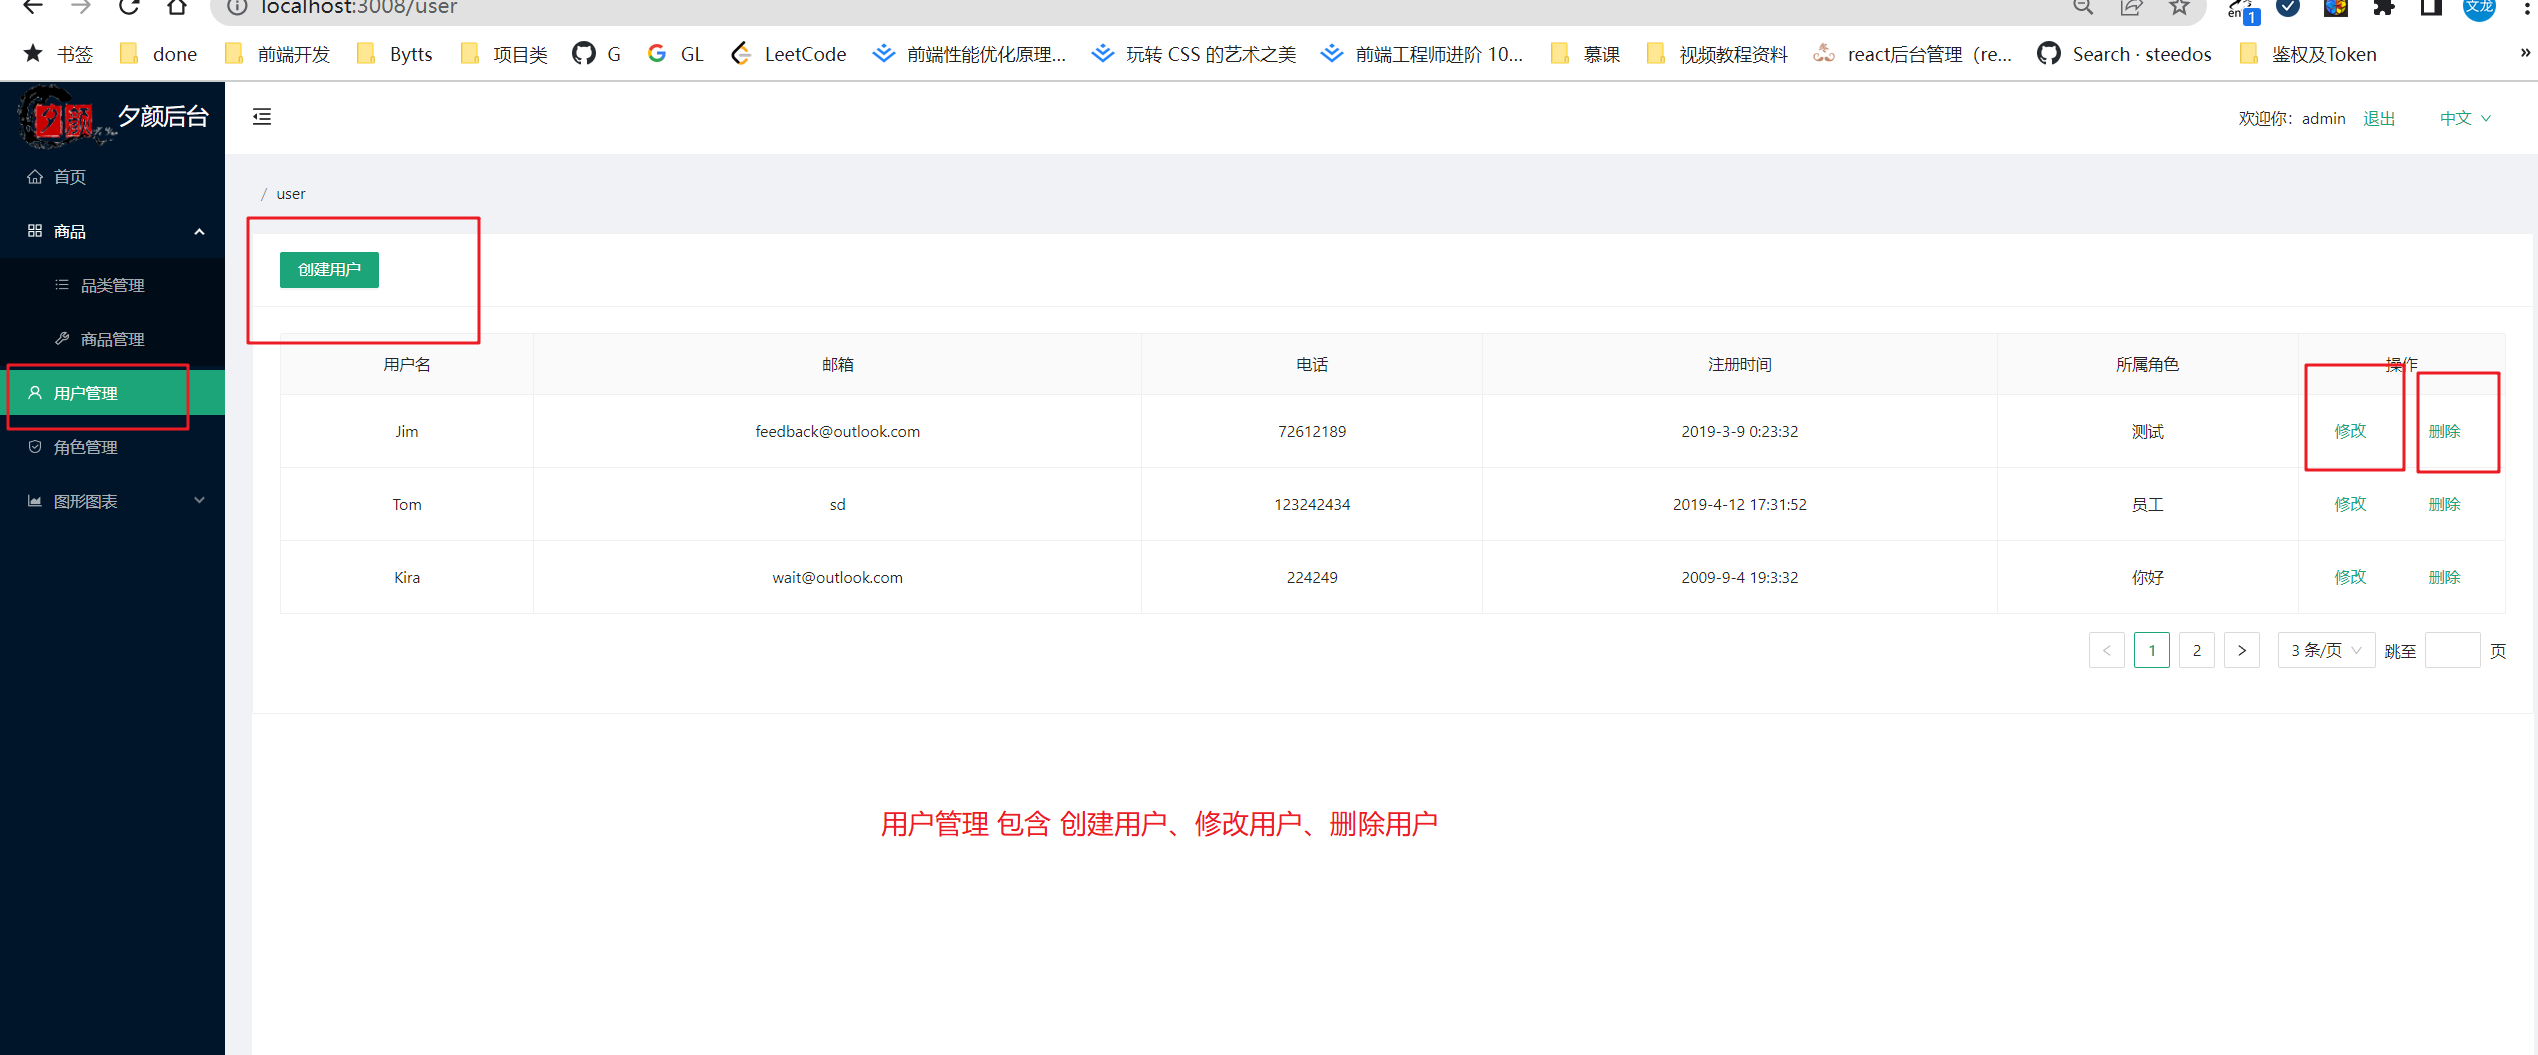 localhost:3008/user
en 1 文龙
书签 done 前端开发 Bytts 项目类 G GL LeetCode 前端性能优化原理... 玩转 CSS 的艺术之美 前端工程师进阶 10... 慕课 视频教程资料 react后台管理（re... Search · steedos 鉴权及Token »
夕颜 夕颜后台
欢迎你：admin 退出 中文
首页
商品
品类管理
商品管理
用户管理
角色管理
图形图表
/ user
创建用户
用户名 邮箱 电话 注册时间 所属角色 操作
Jim feedback@outlook.com 72612189 2019-3-9 0:23:32 测试 修改 删除
Tom sd 123242434 2019-4-12 17:31:52 员工 修改 删除
Kira wait@outlook.com 224249 2009-9-4 19:3:32 你好 修改 删除
< 1 2 > 3 条/页 跳至 页
用户管理 包含 创建用户、修改用户、删除用户